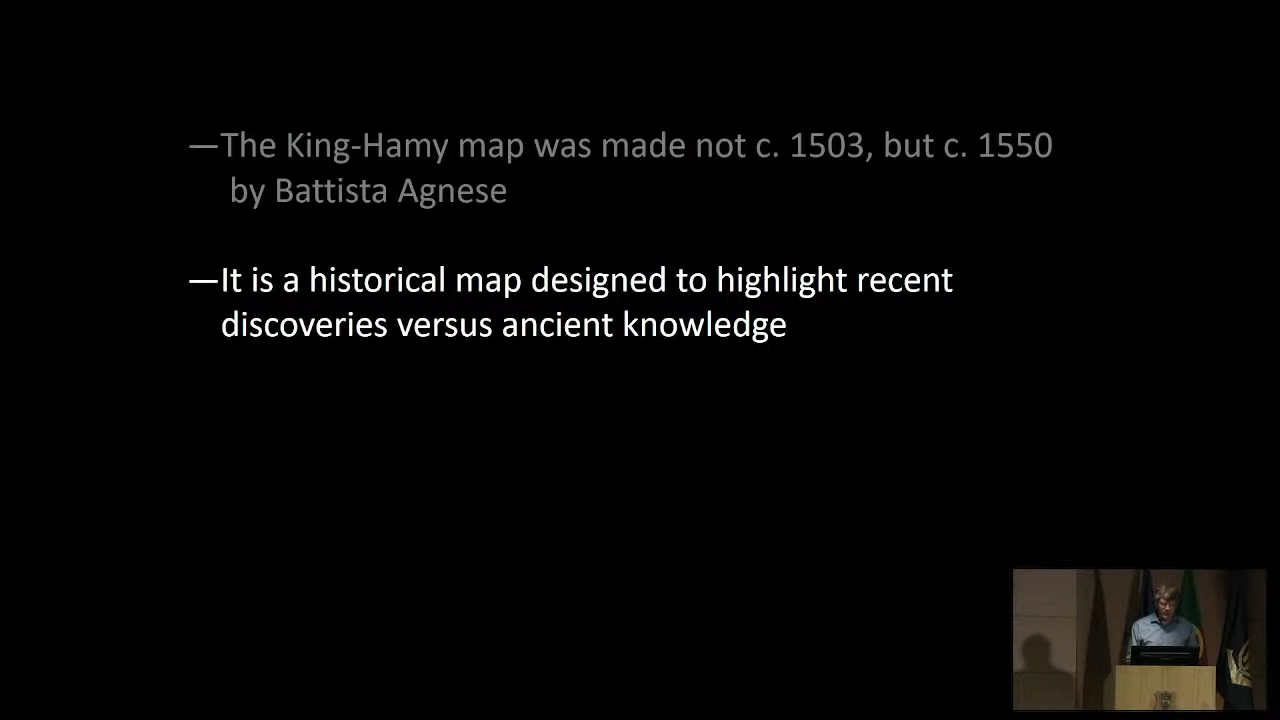 —The King-Hamy map was made not c. 1503, but c. 1550
by Battista Agnese
—It is a historical map designed to highlight recent
discoveries versus ancient knowledge